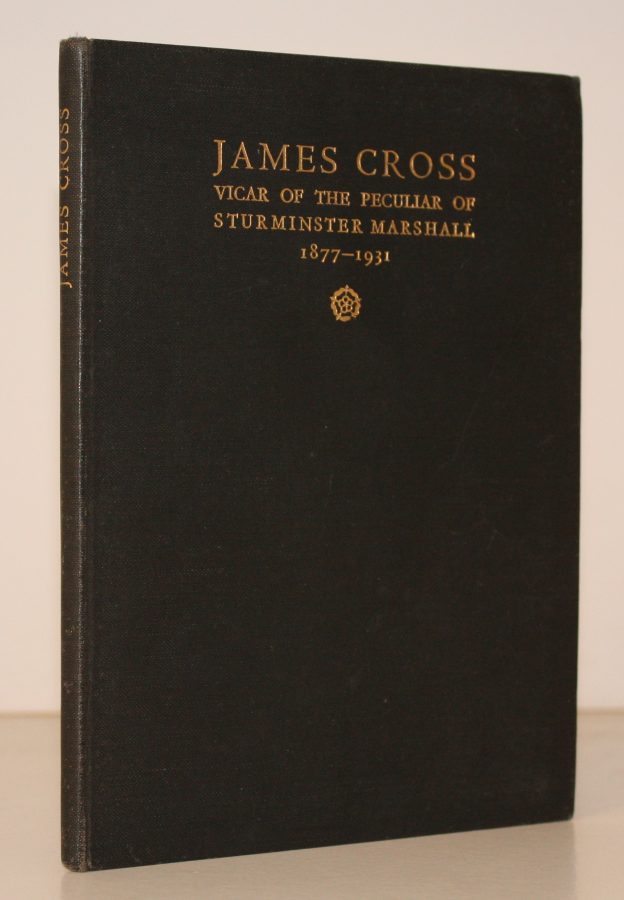 JAMES CROSS
JAMES CROSS
VICAR OF THE PECULIAR OF
STURMINSTER MARSHALL
1877–1931